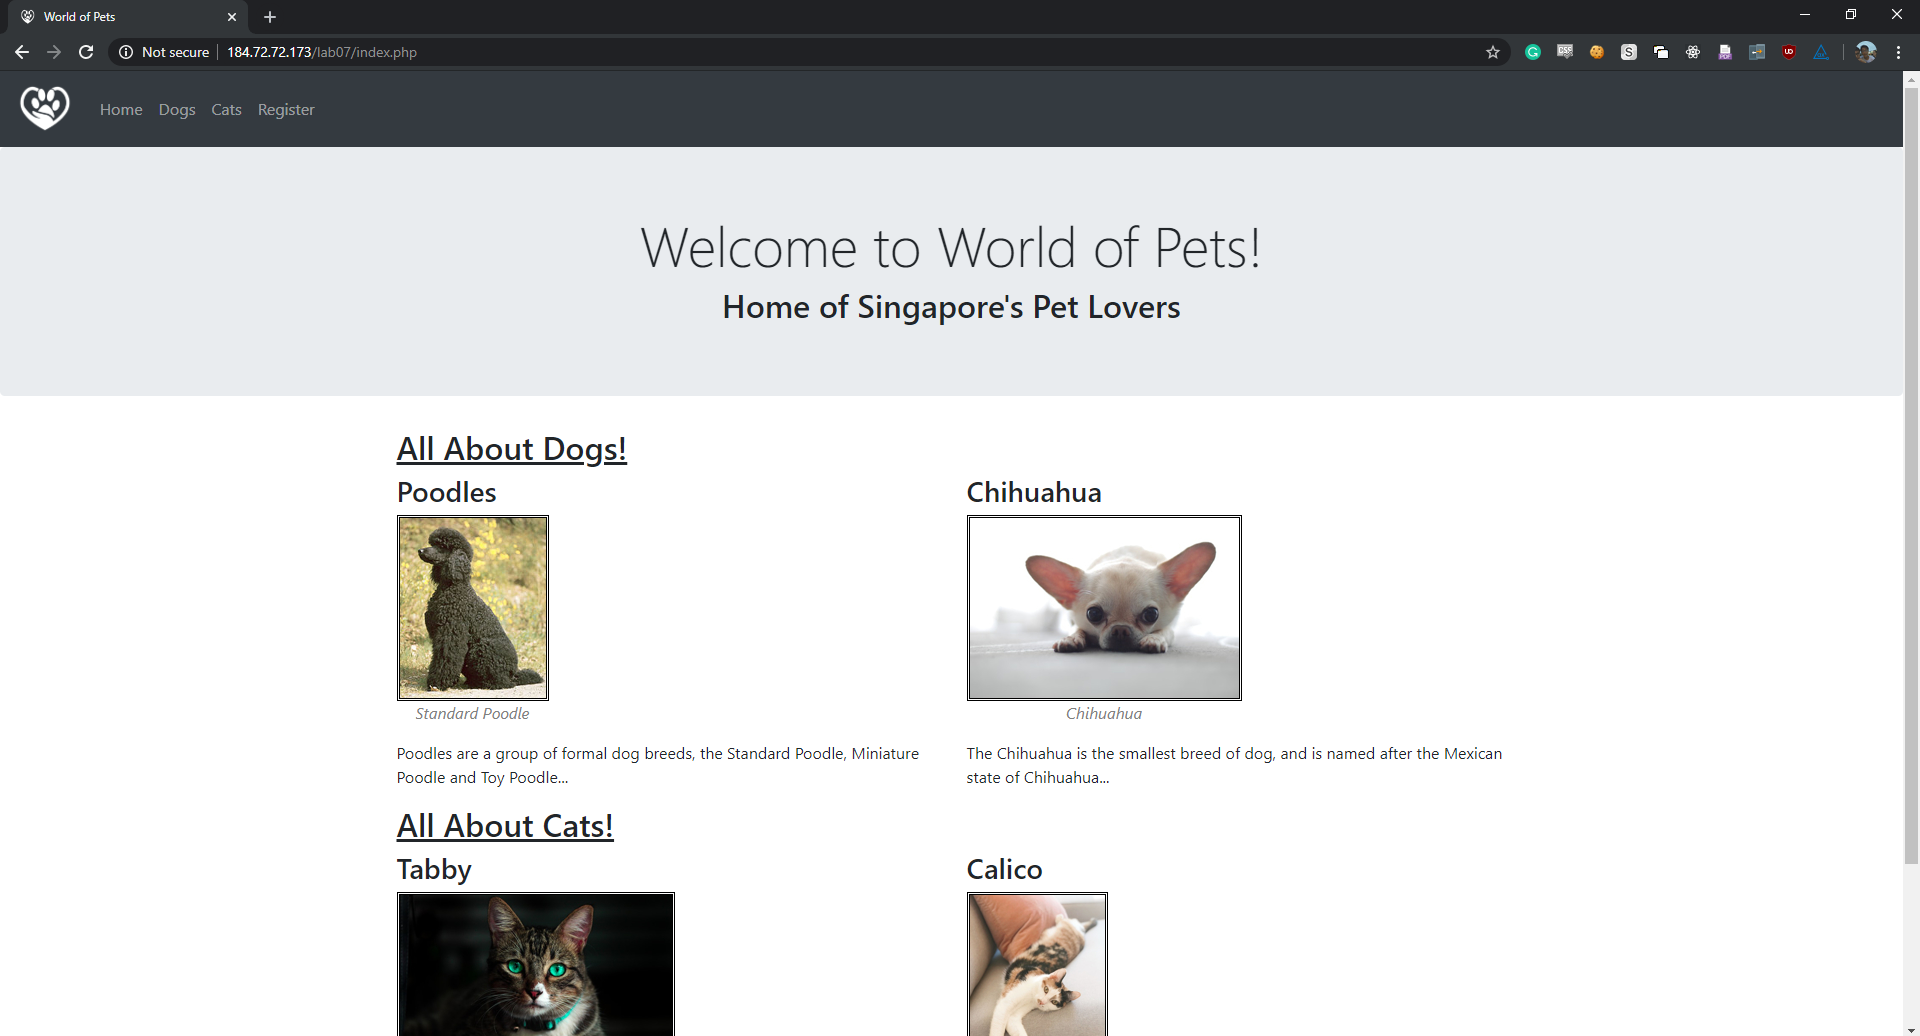 World of Pets
Not secure
184.72.72.173/lab07/index.php
Home Dogs Cats Register
Welcome to World of Pets!
Home of Singapore's Pet Lovers
All About Dogs!
Poodles
Chihuahua
Standard Poodle
Chihuahua
Poodles are a group of formal dog breeds, the Standard Poodle, Miniature
Poodle and Toy Poodle...
The Chihuahua is the smallest breed of dog, and is named after the Mexican
state of Chihuahua...
All About Cats!
Tabby
Calico